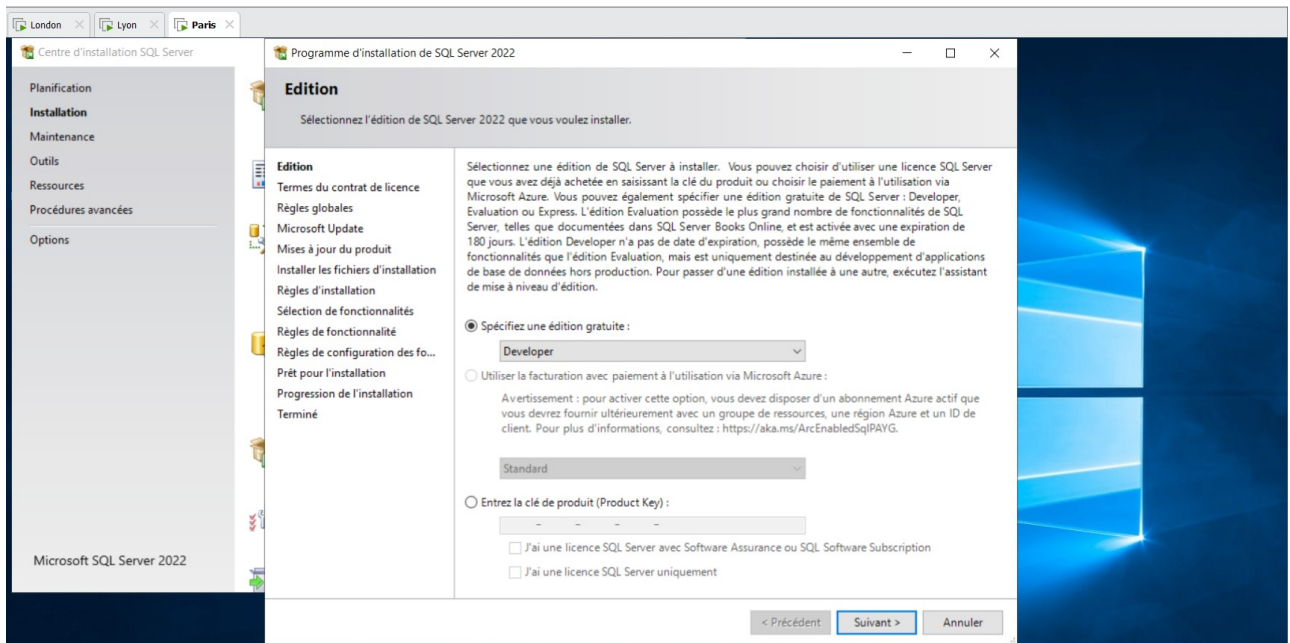 London
Lyon
Paris
Centre d'installation SQL Server
Planification
Installation
Maintenance
Outils
Ressources
Procédures avancées
Options
Microsoft SQL Server 2022
Programme d'installation de SQL Server 2022
Edition
Sélectionnez l'édition de SQL Server 2022 que vous voulez installer.
Edition
Termes du contrat de licence
Règles globales
Microsoft Update
Mises à jour du produit
Installer les fichiers d'installation
Règles d'installation
Sélection de fonctionnalités
Règles de fonctionnalité
Règles de configuration des fo...
Prêt pour l'installation
Progression de l'installation
Terminé
Sélectionnez une édition de SQL Server à installer. Vous pouvez choisir d'utiliser une licence SQL Server
que vous avez déjà achetée en saisissant la clé du produit ou choisir le paiement à l'utilisation via
Microsoft Azure. Vous pouvez également spécifier une édition gratuite de SQL Server : Developer,
Evaluation ou Express. L'édition Evaluation possède le plus grand nombre de fonctionnalités de SQL
Server, telles que documentées dans SQL Server Books Online, et est activée avec une expiration de
180 jours. L'édition Developer n'a pas de date d'expiration, possède le même ensemble de
fonctionnalités que l'édition Evaluation, mais est uniquement destinée au développement d'applications
de base de données hors production. Pour passer d'une édition installée à une autre, exécutez l'assistant
de mise à niveau d'édition.
Spécifiez une édition gratuite :
Developer
Utiliser la facturation avec paiement à l'utilisation via Microsoft Azure :
Avertissement : pour activer cette option, vous devez disposer d'un abonnement Azure actif que
vous devrez fournir ultérieurement avec un groupe de ressources, une région Azure et un ID de
client. Pour plus d'informations, consultez : https://aka.ms/ArcEnabledSqlPAYG.
Standard
Entrez la clé de produit (Product Key) :
- - - -
J'ai une licence SQL Server avec Software Assurance ou SQL Software Subscription
J'ai une licence SQL Server uniquement
< Précédent
Suivant >
Annuler